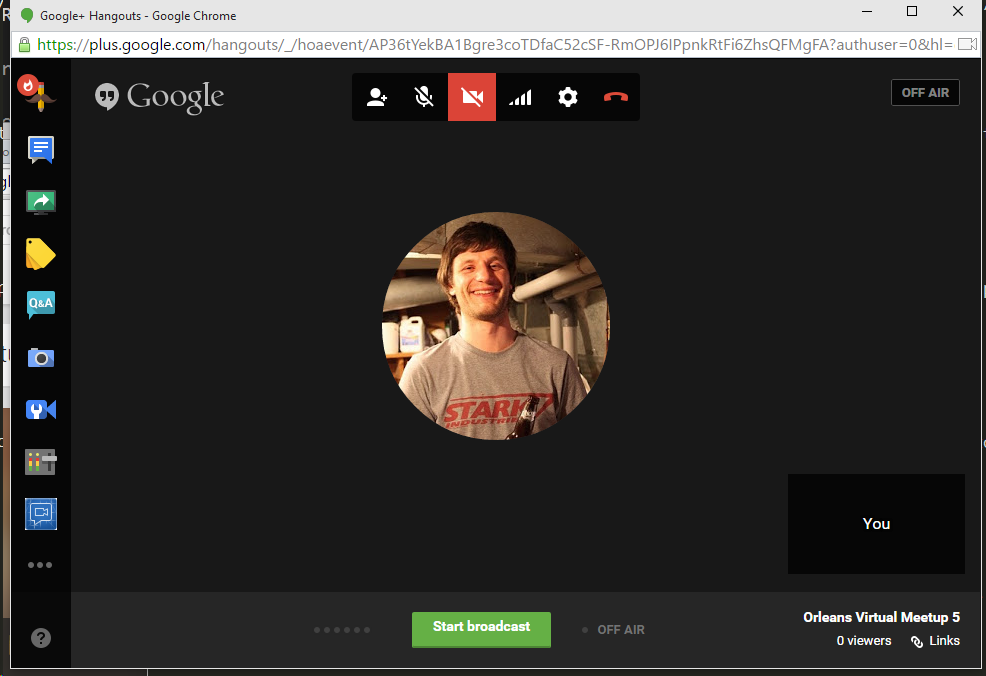 Google+ Hangouts - Google Chrome
https://plus.google.com/hangouts/_/hoaevent/AP36tYekBA1Bgre3coTDfaC52cSF-RmOPJ6IPpnkRtFi6ZhsQFMgFA?authuser=0&hl=
Google
OFF AIR
Q&A
STARK
INDUSTRIES
You
Start broadcast
OFF AIR
Orleans Virtual Meetup 5
0 viewers
Links
?